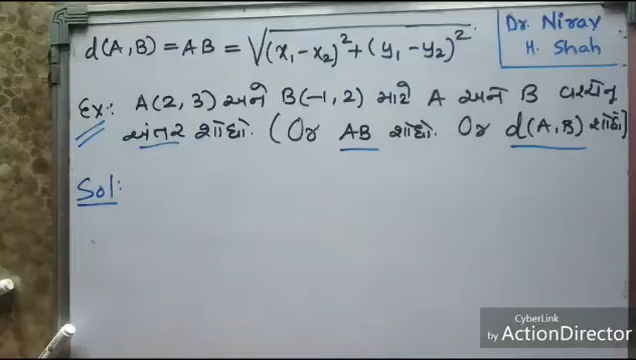 d(A, B) = AB = √(x₁ - x₂)² + (y₁ - y₂)²
Dr. Nirav
H. Shah
Ex: A(2, 3) અને B(-1, 2) માટે A અને B વચ્ચેનુ
અંતર શોધો. (Or AB શોધો. Or d(A, B) શોધો)
Sol:
CyberLink
by ActionDirector